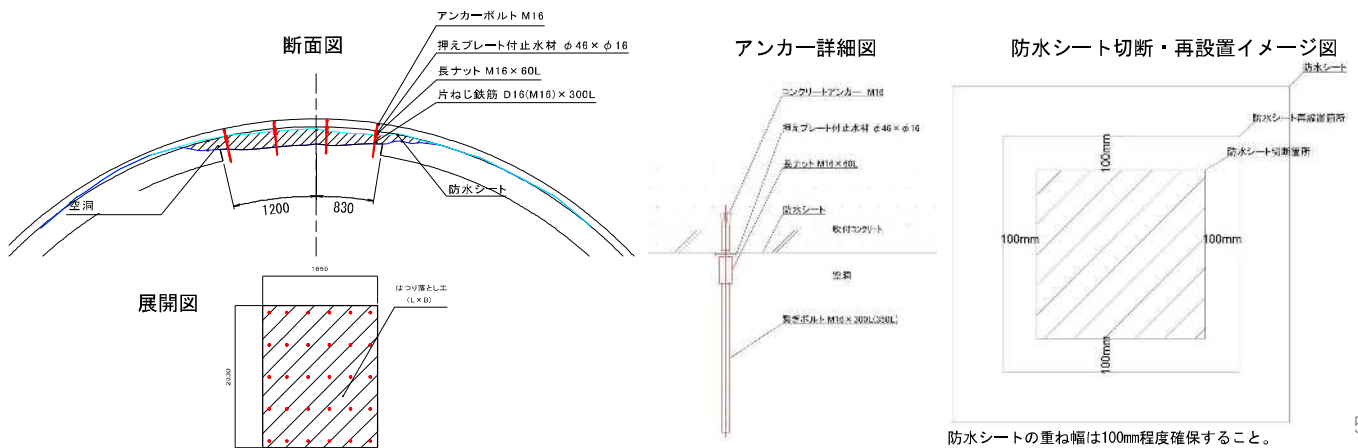 断面図
アンカーボルト M16
押えプレート付止水材 φ46×φ16
長ナット M16×60L
片ねじ鉄筋 D16(M16)×300L
空洞
防水シート
1200
830
展開図
1650
2030
はつり落とし工
(L×B)
アンカー詳細図
コンクリートアンカー M16
押えプレート付止水材 φ46×φ16
長ナット M16×60L
防水シート
吹付コンクリート
空洞
繋ぎボルト M16×300L(350L)
防水シート切断・再設置イメージ図
防水シート
防水シート再設置箇所
防水シート切断箇所
100mm
100mm
100mm
100mm
防水シートの重ね幅は100mm程度確保すること。